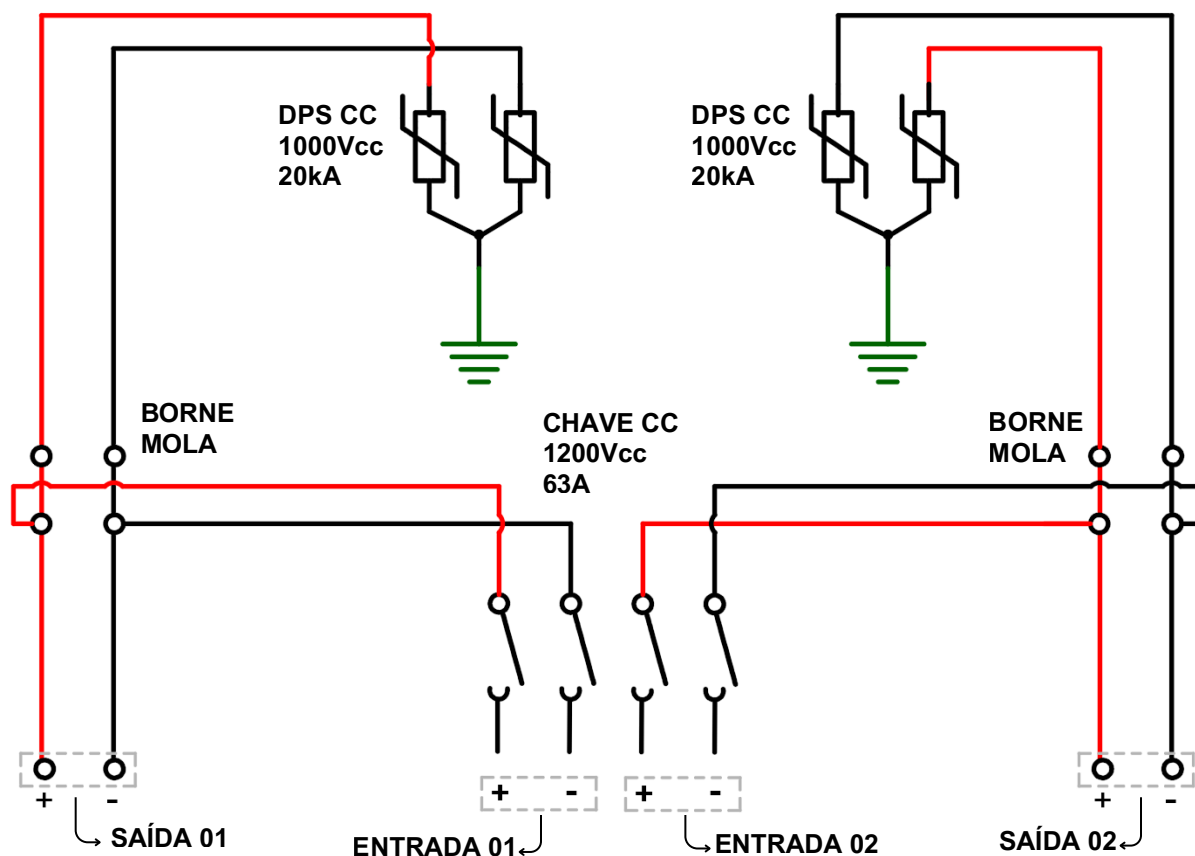 DPS CC
1000Vcc
20kA
DPS CC
1000Vcc
20kA
BORNE
MOLA
CHAVE CC
1200Vcc
63A
BORNE
MOLA
+ -
+ -
+ -
+ -
SAÍDA 01
ENTRADA 01
ENTRADA 02
SAÍDA 02